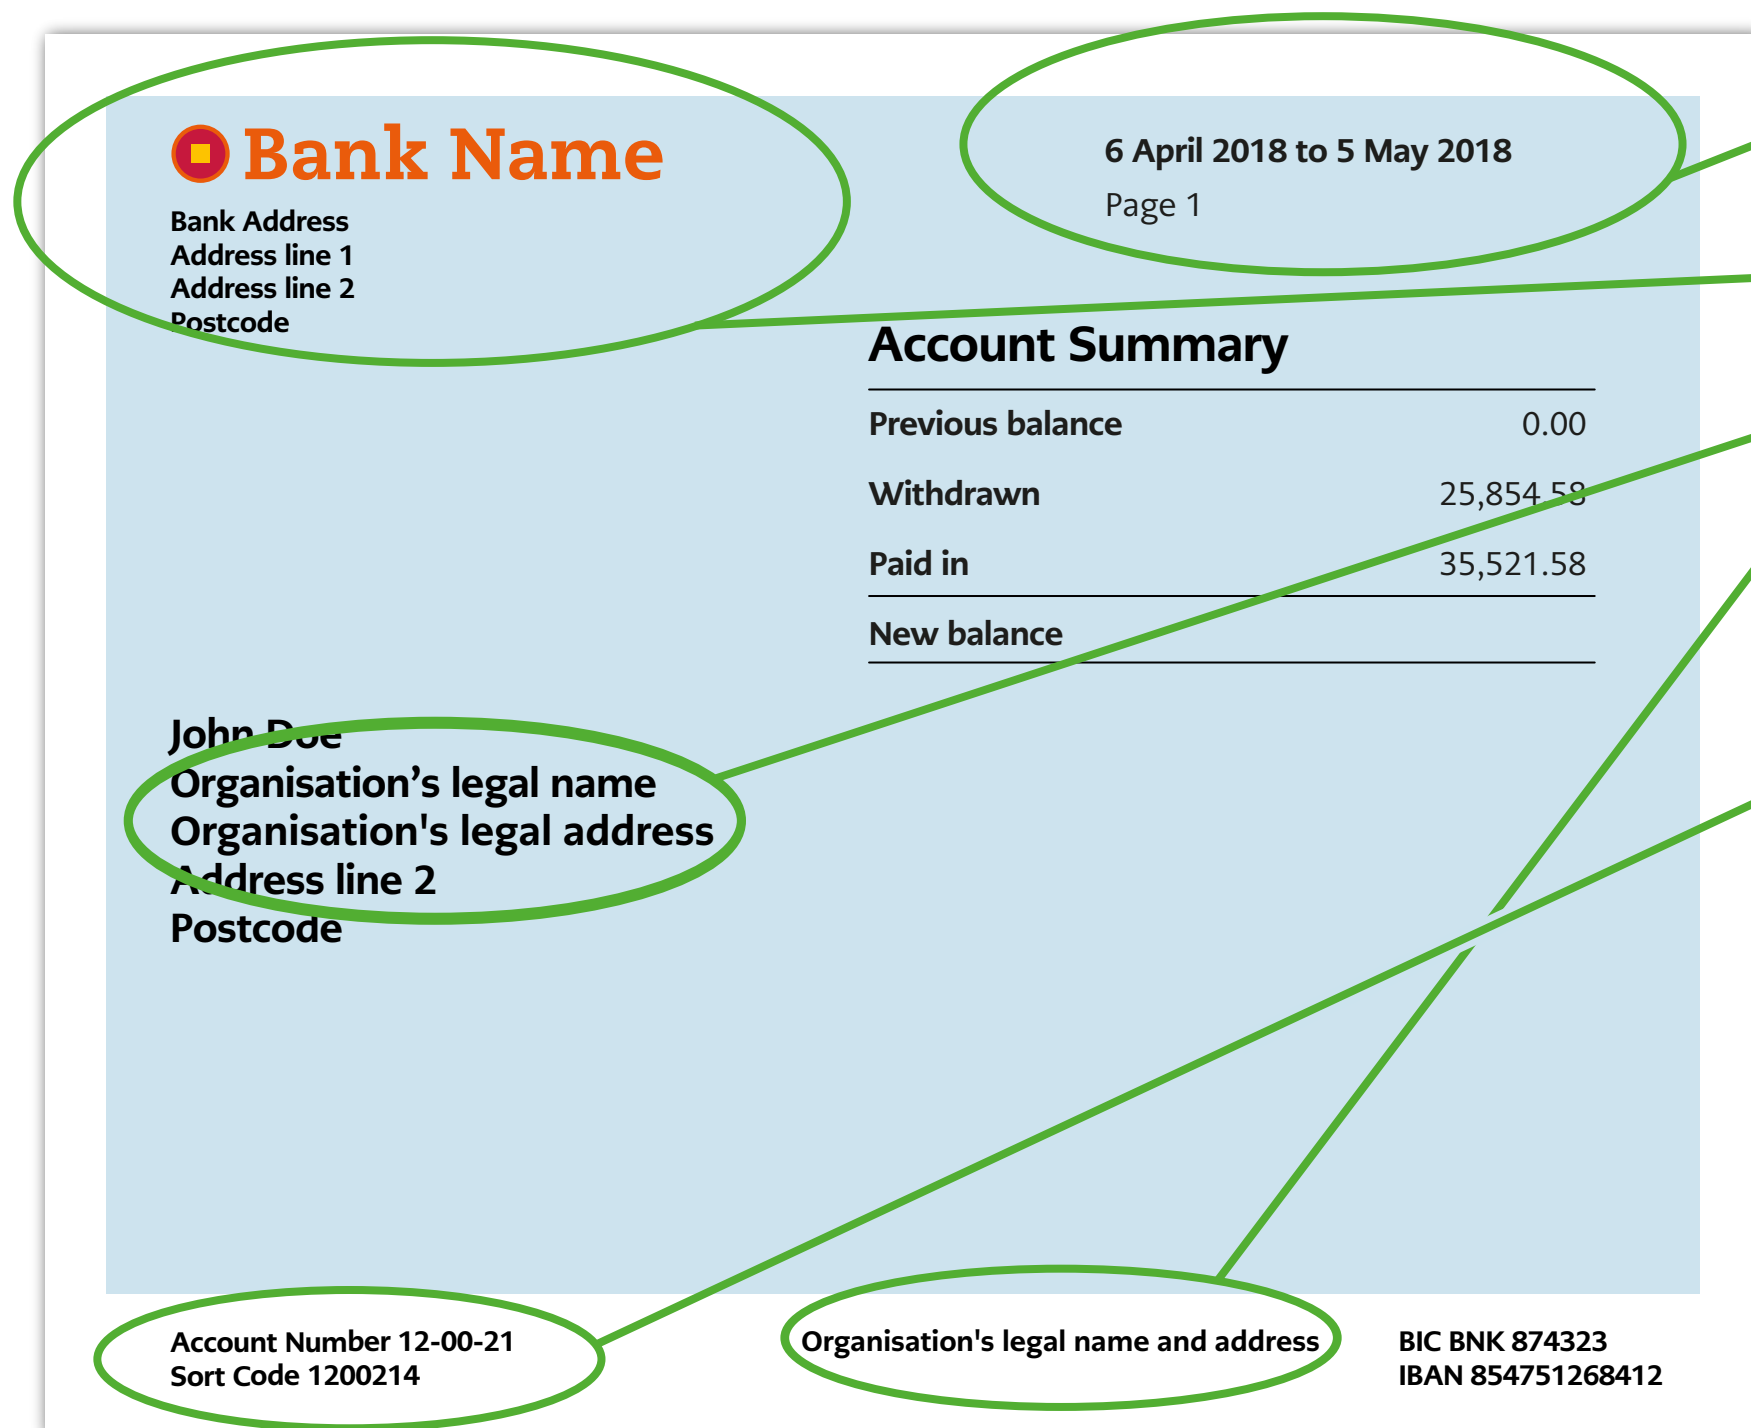 Bank Name
Bank Address
Address line 1
Address line 2
Postcode
6 April 2018 to 5 May 2018
Page 1
Account Summary
Previous balance 0.00
Withdrawn 25,854.58
Paid in 35,521.58
New balance
John Doe
Organisation’s legal name
Organisation's legal address
Address line 2
Postcode
Account Number 12-00-21
Sort Code 1200214
Organisation's legal name and address
BIC BNK 874323
IBAN 854751268412